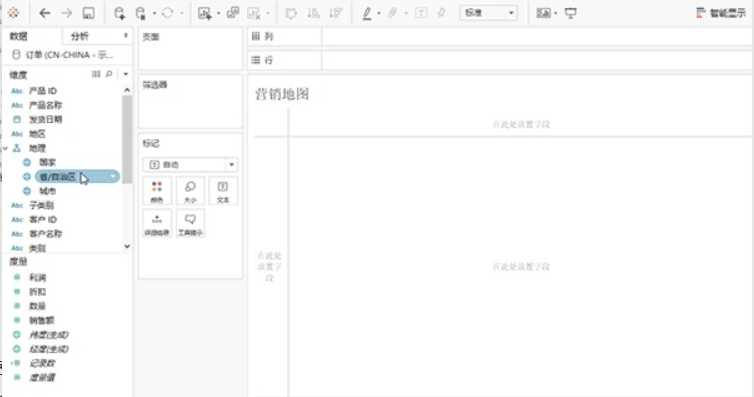 标准
智能显示
数据
分析
订单 (CN-CHINA - 示...
维度
Abc 产品 ID
Abc 产品名称
发货日期
Abc 地区
地理
国家
省/自治区
城市
Abc 子类别
Abc 客户 ID
Abc 客户名称
Abc 类别
度量
利润
折扣
数量
销售额
纬度(生成)
经度(生成)
记录数
度量值
页面
筛选器
标记
自动
颜色
大小
文本
详细信息
工具提示
列
行
营销地图
在此处放置字段
在此处
放置字
段
在此处放置字段